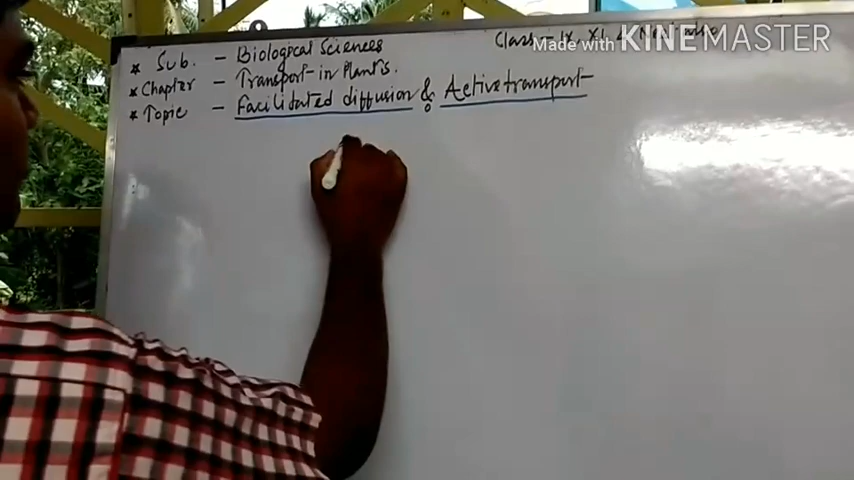 * Sub. - Biological Sciences
Class - IX, XI,
* Chapter - Transport in Plants.
* Topic - Facilitated diffusion & Active transport
Made with KINEMASTER